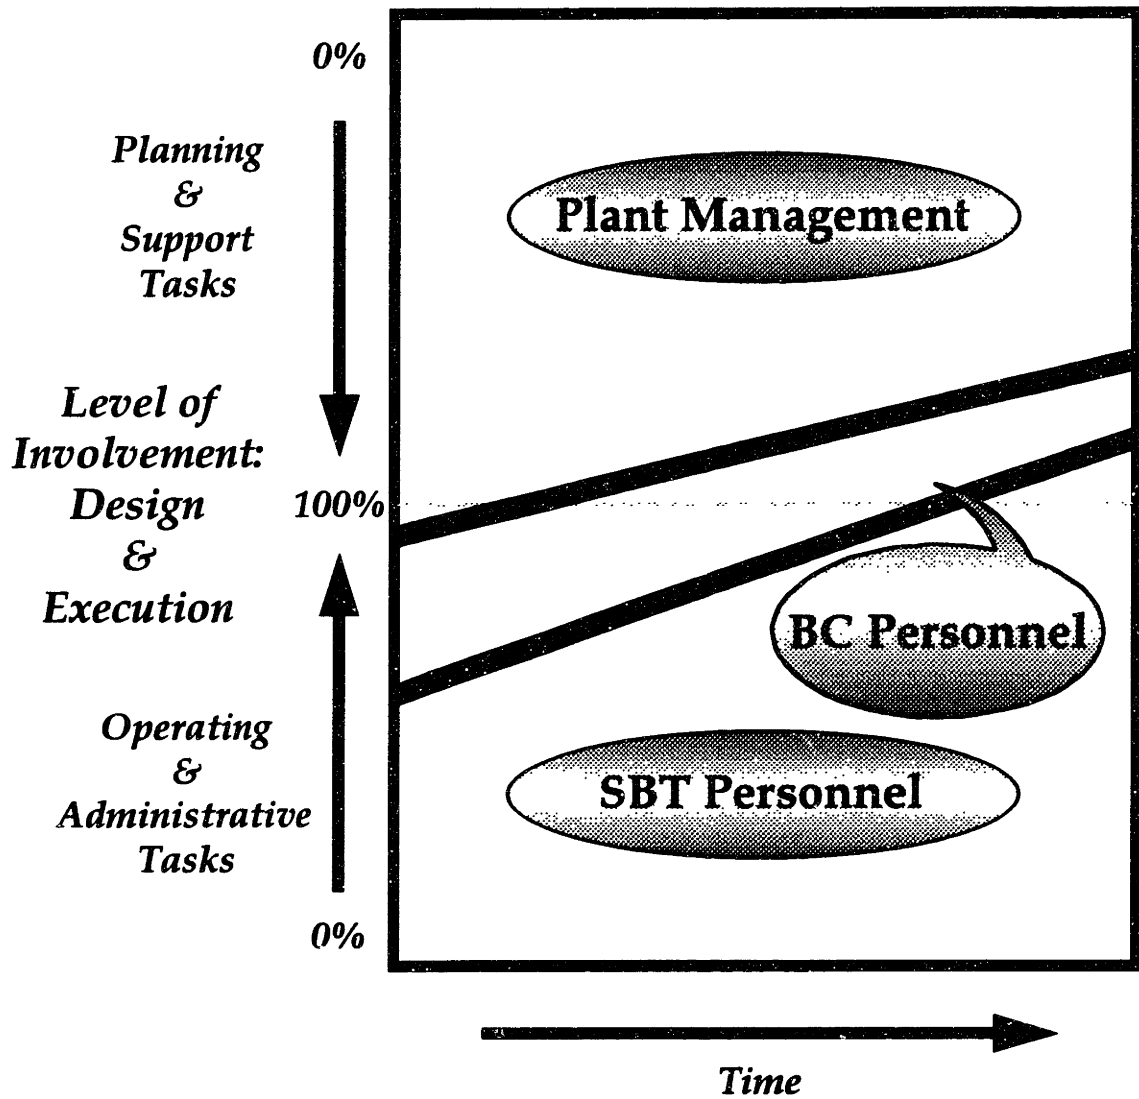 0%
Planning
&
Support
Tasks
Plant Management
Level of
Involvement:
Design
&
Execution
100%
BC Personnel
Operating
&
Administrative
Tasks
SBT Personnel
0%
Time